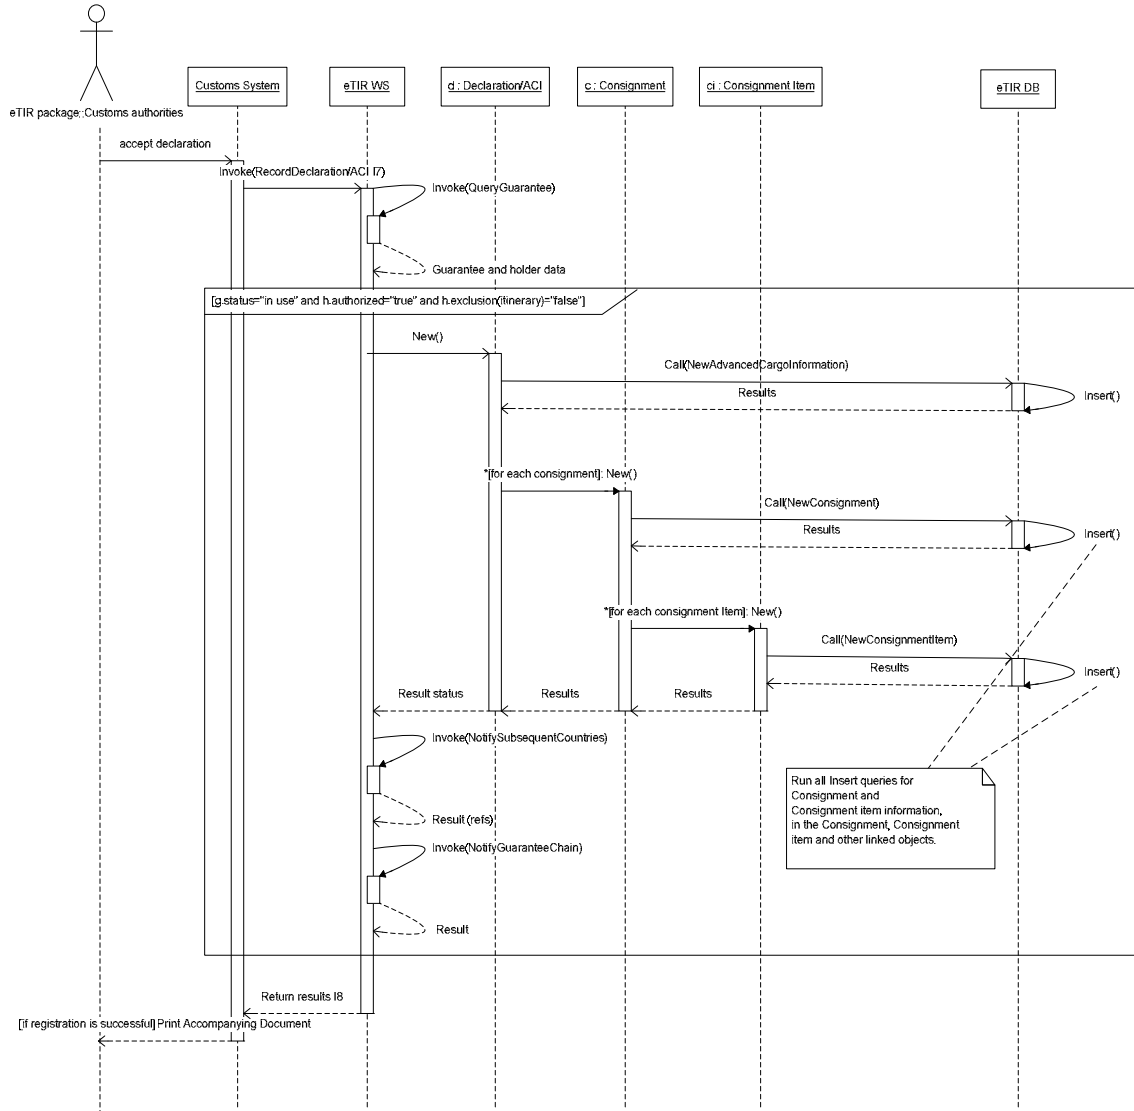 eTIR package::Customs authorities
Customs System
eTIR WS
d : Declaration/ACI
c : Consignment
ci : Consignment Item
eTIR DB
accept declaration
Invoke(RecordDeclaration/ACI I7)
Invoke(QueryGuarantee)
Guarantee and holder data
[g.status="in use" and h.authorized="true" and h.exclusion(itinerary)="false"]
New()
Call(NewAdvancedCargoInformation)
Results
Insert()
*[for each consignment]: New()
Call(NewConsignment)
Results
Insert()
*[for each consignment Item]: New()
Call(NewConsignmentItem)
Results
Insert()
Result status
Results
Results
Invoke(NotifySubsequentCountries)
Run all Insert queries for
Consignment and
Consignment item information,
in the Consignment, Consignment
item and other linked objects.
Result (refs)
Invoke(NotifyGuaranteeChain)
Result
Return results I8
[if registration is successful] Print Accompanying Document